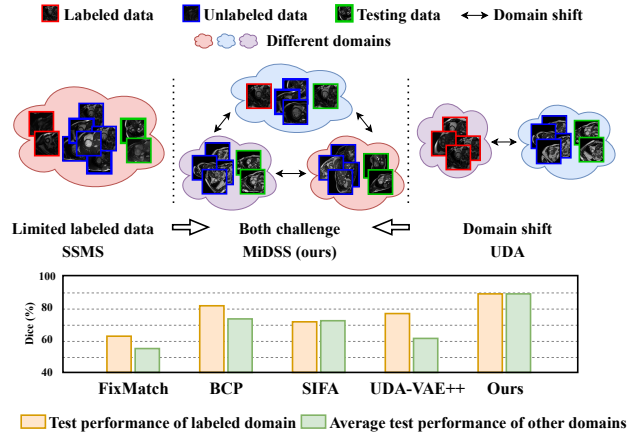 Labeled data Unlabeled data Testing data Domain shift
Different domains
Limited labeled data Both challenge Domain shift
SSMS MiDSS (ours) UDA
100
80
60
40
Dice (%)
FixMatch BCP SIFA UDA-VAE++ Ours
Test performance of labeled domain Average test performance of other domains